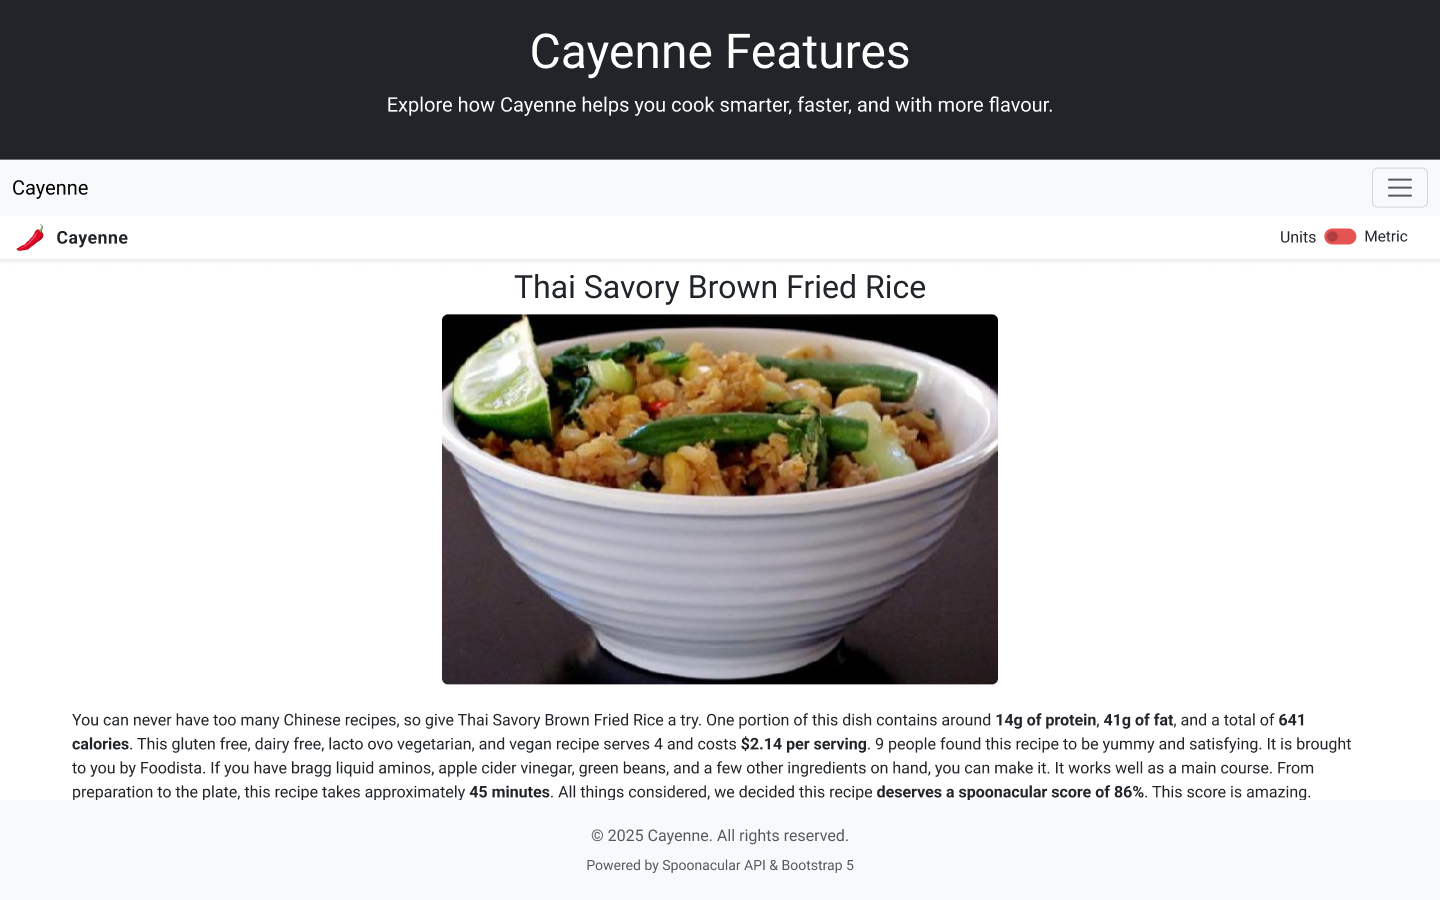 Cayenne Features
Explore how Cayenne helps you cook smarter, faster, and with more flavour.
Cayenne
Cayenne
Units Metric
Thai Savory Brown Fried Rice
You can never have too many Chinese recipes, so give Thai Savory Brown Fried Rice a try. One portion of this dish contains around 14g of protein, 41g of fat, and a total of 641
calories. This gluten free, dairy free, lacto ovo vegetarian, and vegan recipe serves 4 and costs $2.14 per serving. 9 people found this recipe to be yummy and satisfying. It is brought
to you by Foodista. If you have bragg liquid aminos, apple cider vinegar, green beans, and a few other ingredients on hand, you can make it. It works well as a main course. From
preparation to the plate, this recipe takes approximately 45 minutes. All things considered, we decided this recipe deserves a spoonacular score of 86%. This score is amazing.
© 2025 Cayenne. All rights reserved.
Powered by Spoonacular API & Bootstrap 5